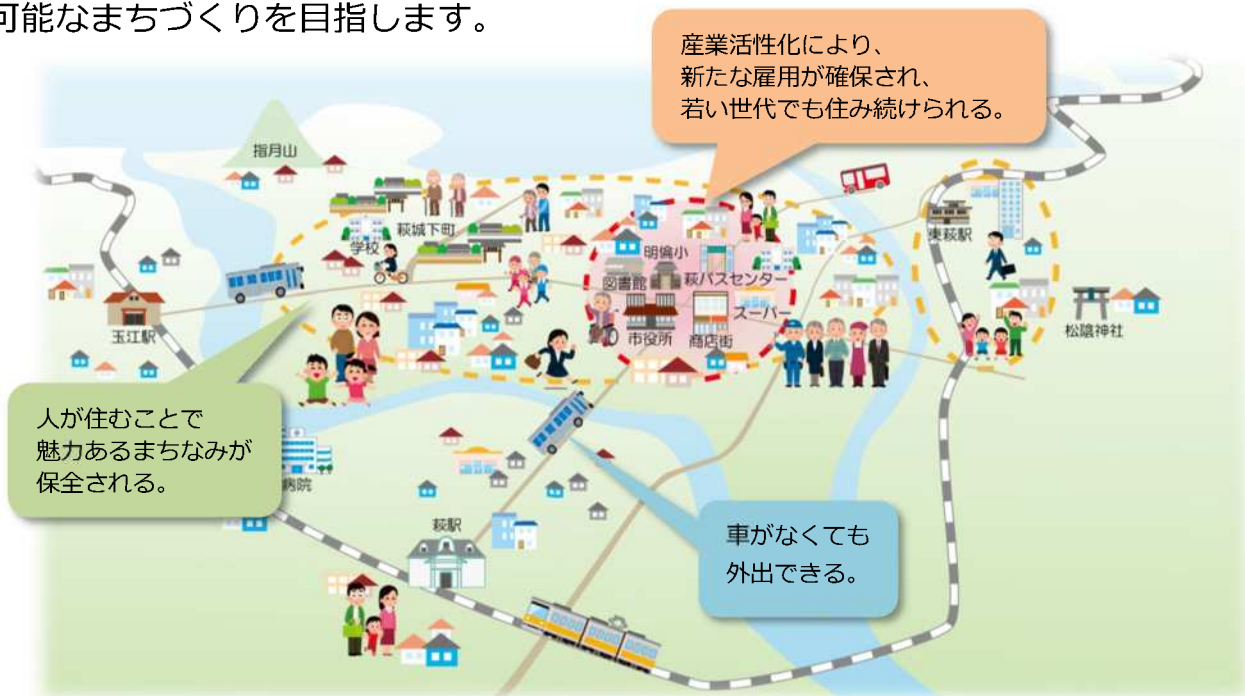 可能なまちづくりを目指します。
産業活性化により、
新たな雇用が確保され、
若い世代でも住み続けられる。
指月山
萩城下町
学校
明倫小
図書館
萩バスセンター
スーパー
市役所
商店街
東萩駅
松陰神社
玉江駅
人が住むことで
魅力あるまちなみが
保全される。
病院
萩駅
車がなくても
外出できる。